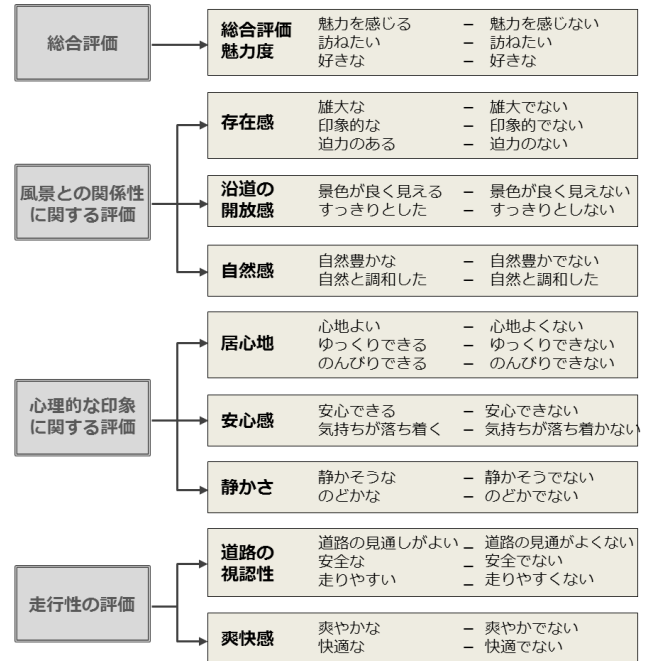 総合評価
総合評価
魅力度
魅力を感じる － 魅力を感じない
訪ねたい － 訪ねたい
好きな － 好きな
風景との関係性
に関する評価
存在感
雄大な － 雄大でない
印象的な － 印象的でない
迫力のある － 迫力のない
沿道の
開放感
景色が良く見える － 景色が良く見えない
すっきりとした － すっきりとしない
自然感
自然豊かな － 自然豊かでない
自然と調和した － 自然と調和した
心理的な印象
に関する評価
居心地
心地よい － 心地よくない
ゆっくりできる － ゆっくりできない
のんびりできる － のんびりできない
安心感
安心できる － 安心できない
気持ちが落ち着く － 気持ちが落ち着かない
静かさ
静かそうな － 静かそうでない
のどかな － のどかでない
走行性の評価
道路の
視認性
道路の見通しがよい － 道路の見通がよくない
安全な － 安全でない
走りやすい － 走りやすくない
爽快感
爽やかな － 爽やかでない
快適な － 快適でない